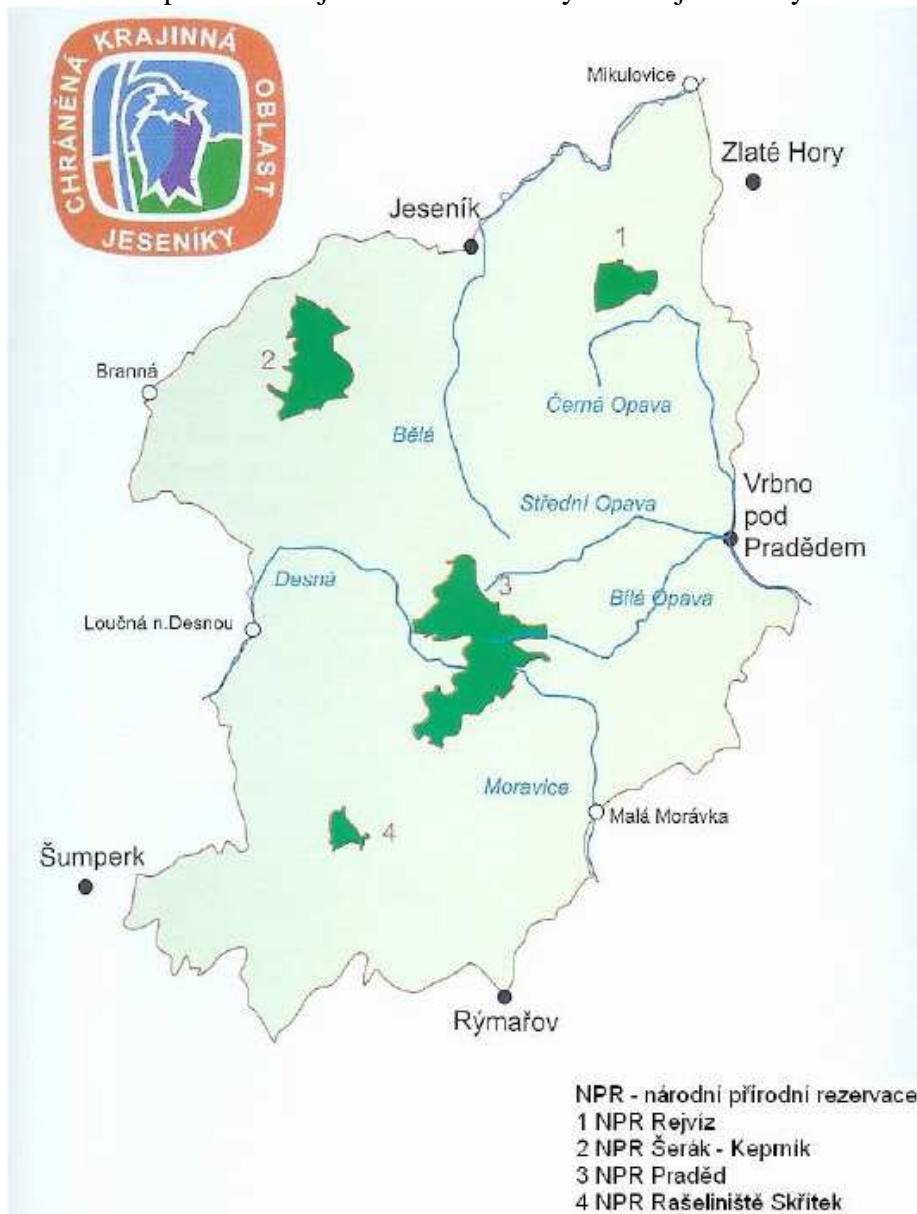 CHRÁNĚNÁ KRAJINNÁ OBLAST
JESENÍKY
Mikulovice
Zlaté Hory
Jeseník
1
2
Branná
Černá Opava
Bělá
Vrbno
pod
Pradědem
Střední Opava
Desná
3
Bílá Opava
Loučná n.Desnou
Moravice
Malá Morávka
4
Šumperk
Rýmařov
NPR - národní přírodní rezervace
1 NPR Rejvíz
2 NPR Šerák - Keprník
3 NPR Praděd
4 NPR Rašeliniště Skřítek